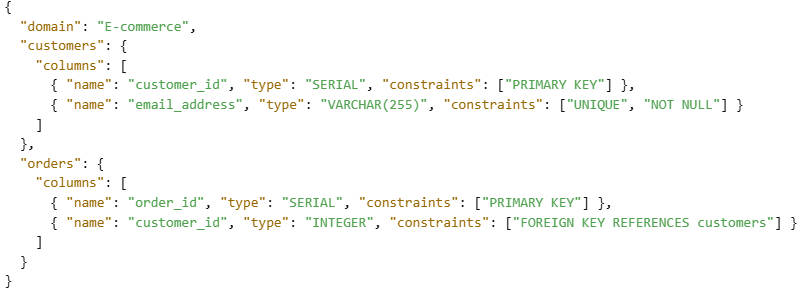 {
  "domain": "E-commerce",
  "customers": {
    "columns": [
      { "name": "customer_id", "type": "SERIAL", "constraints": ["PRIMARY KEY"] },
      { "name": "email_address", "type": "VARCHAR(255)", "constraints": ["UNIQUE", "NOT NULL"] }
    ]
  },
  "orders": {
    "columns": [
      { "name": "order_id", "type": "SERIAL", "constraints": ["PRIMARY KEY"] },
      { "name": "customer_id", "type": "INTEGER", "constraints": ["FOREIGN KEY REFERENCES customers"] }
    ]
  }
}